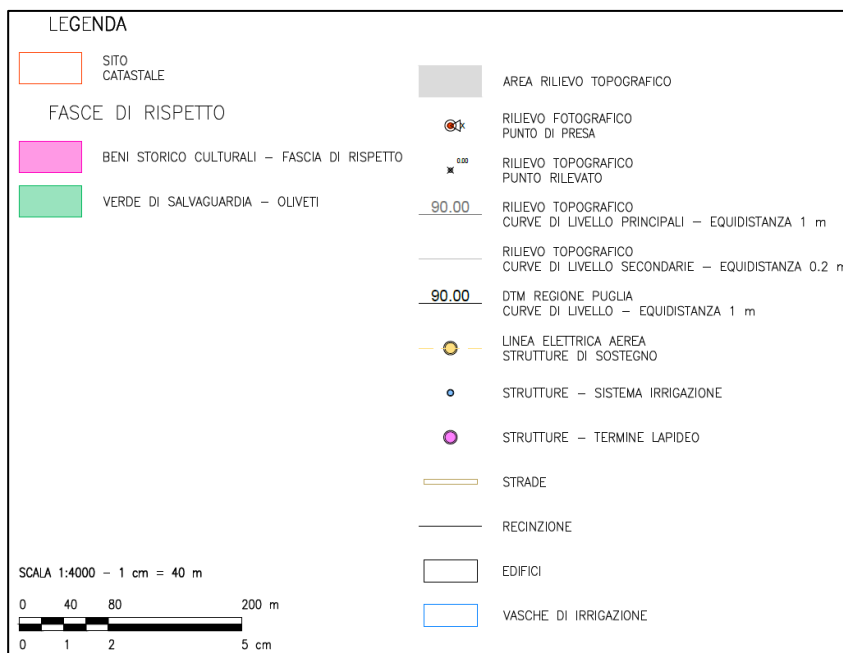 LEGENDA
SITO
CATASTALE
FASCE DI RISPETTO
BENI STORICO CULTURALI – FASCIA DI RISPETTO
VERDE DI SALVAGUARDIA – OLIVETI
AREA RILIEVO TOPOGRAFICO
RILIEVO FOTOGRAFICO
PUNTO DI PRESA
0.00
RILIEVO TOPOGRAFICO
PUNTO RILEVATO
90.00
RILIEVO TOPOGRAFICO
CURVE DI LIVELLO PRINCIPALI – EQUIDISTANZA 1 m
RILIEVO TOPOGRAFICO
CURVE DI LIVELLO SECONDARIE – EQUIDISTANZA 0.2 m
90.00
DTM REGIONE PUGLIA
CURVE DI LIVELLO – EQUIDISTANZA 1 m
LINEA ELETTRICA AEREA
STRUTTURE DI SOSTEGNO
STRUTTURE – SISTEMA IRRIGAZIONE
STRUTTURE – TERMINE LAPIDEO
STRADE
RECINZIONE
EDIFICI
VASCHE DI IRRIGAZIONE
SCALA 1:4000 – 1 cm = 40 m
0 40 80 200 m
0 1 2 5 cm